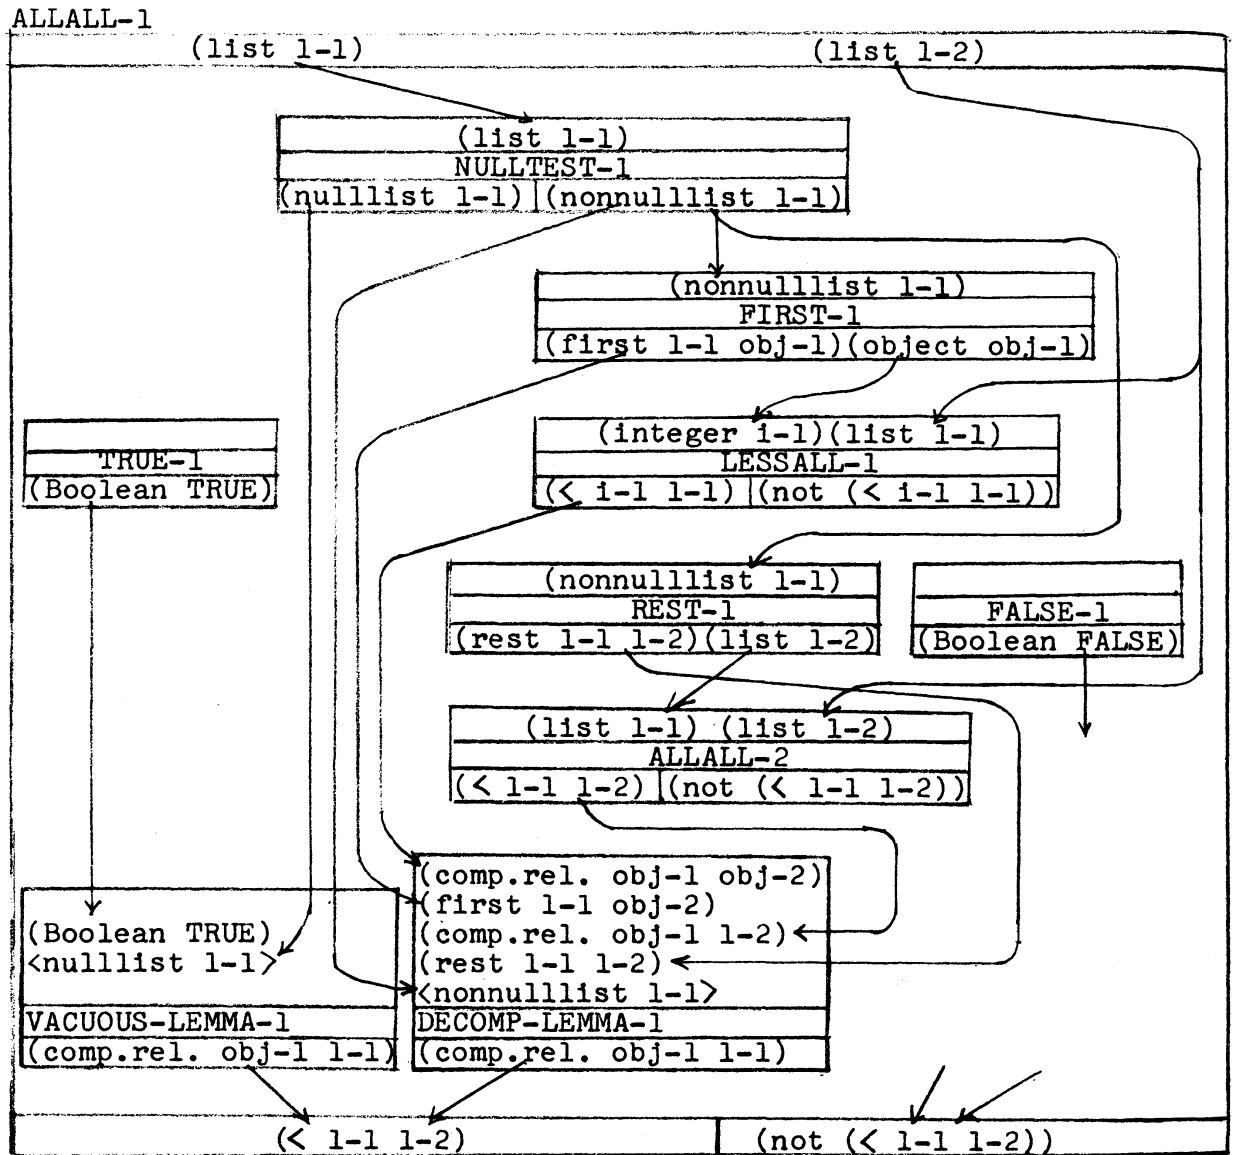 ALLALL-1
(list l-1) (list l-2)
(list l-1)
NULLTEST-1
(nulllist l-1) (nonnulllist l-1)
(nonnulllist l-1)
FIRST-1
(first l-1 obj-1)(object obj-1)
(integer i-1)(list l-1)
LESSALL-1
(< i-1 l-1) (not (< i-1 l-1))
TRUE-1
(Boolean TRUE)
(nonnulllist l-1)
REST-1
(rest l-1 l-2)(list l-2)
FALSE-1
(Boolean FALSE)
(list l-1) (list l-2)
ALLALL-2
(< l-1 l-2) (not (< l-1 l-2))
(Boolean TRUE)
<nulllist l-1>
VACUOUS-LEMMA-1
(comp.rel. obj-1 l-1)
(comp.rel. obj-1 obj-2)
(first l-1 obj-2)
(comp.rel. obj-1 l-2)
(rest l-1 l-2)
<nonnulllist l-1>
DECOMP-LEMMA-1
(comp.rel. obj-1 l-1)
(< l-1 l-2) (not (< l-1 l-2))